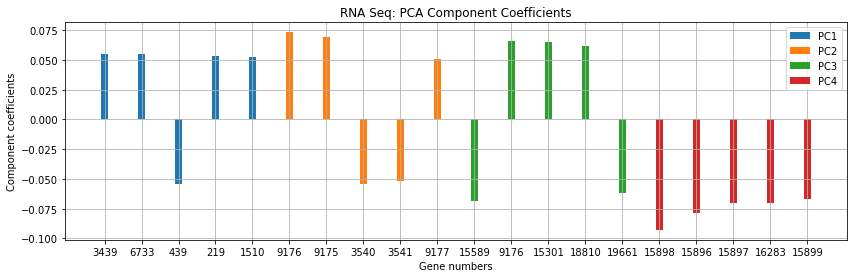 RNA Seq: PCA Component Coefficients
PC1
PC2
PC3
PC4
Component coefficients
0.075
0.050
0.025
0.000
−0.025
−0.050
−0.075
−0.100
3439 6733 439 219 1510 9176 9175 3540 3541 9177 15589 9176 15301 18810 19661 15898 15896 15897 16283 15899
Gene numbers